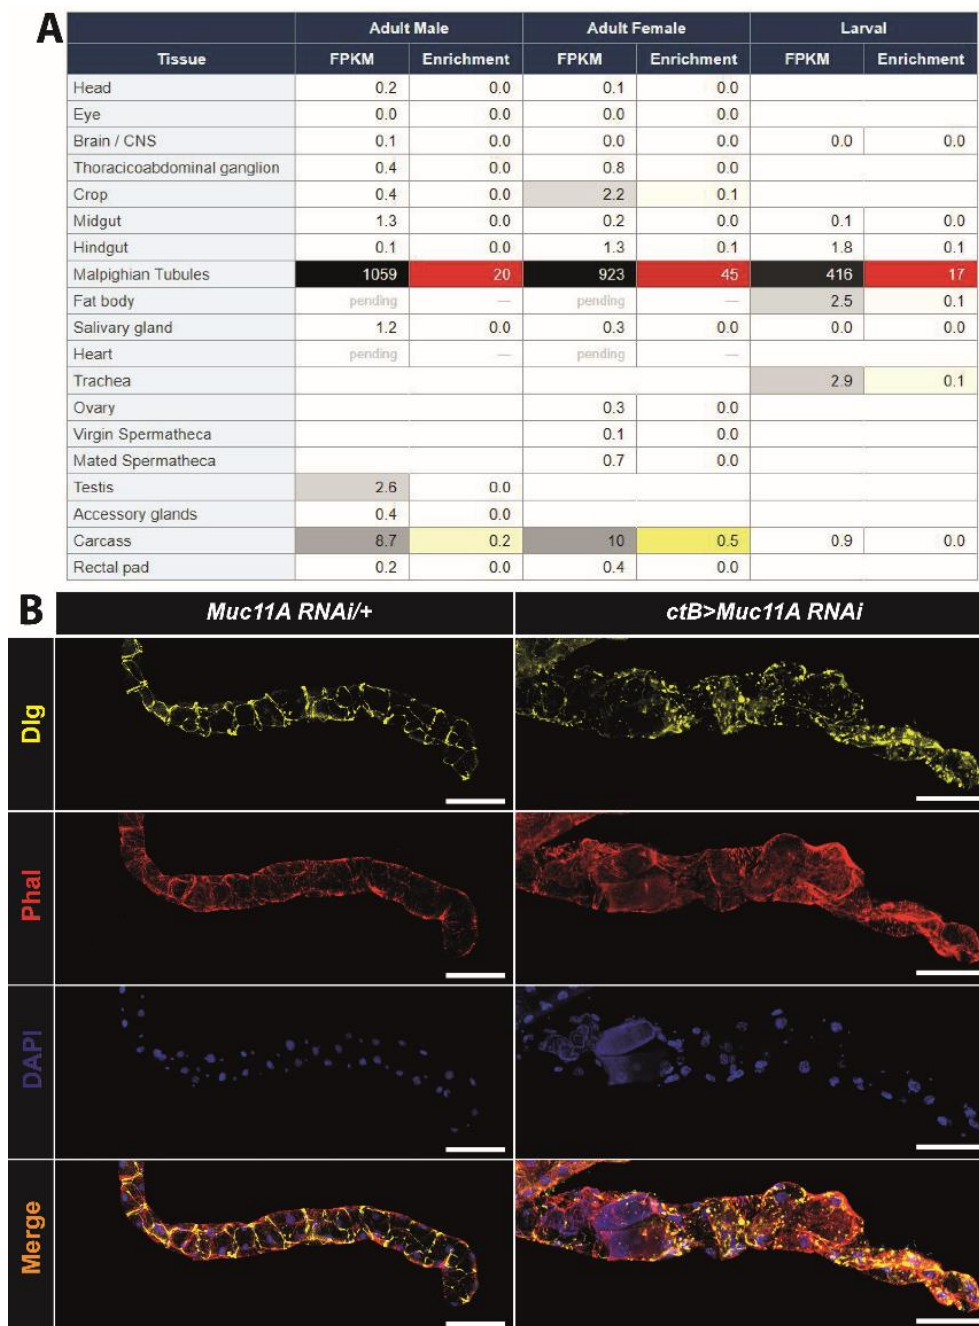 A
Adult Male Adult Female Larval
Tissue FPKM Enrichment FPKM Enrichment FPKM Enrichment
Head 0.2 0.0 0.1 0.0
Eye 0.0 0.0 0.0 0.0
Brain / CNS 0.1 0.0 0.0 0.0 0.0 0.0
Thoracicoabdominal ganglion 0.4 0.0 0.8 0.0
Crop 0.4 0.0 2.2 0.1
Midgut 1.3 0.0 0.2 0.0 0.1 0.0
Hindgut 0.1 0.0 1.3 0.1 1.8 0.1
Malpighian Tubules 1059 20 923 45 416 17
Fat body pending — pending — 2.5 0.1
Salivary gland 1.2 0.0 0.3 0.0 0.0 0.0
Heart pending — pending —
Trachea 2.9 0.1
Ovary 0.3 0.0
Virgin Spermatheca 0.1 0.0
Mated Spermatheca 0.7 0.0
Testis 2.6 0.0
Accessory glands 0.4 0.0
Carcass 8.7 0.2 10 0.5 0.9 0.0
Rectal pad 0.2 0.0 0.4 0.0
B
Muc11A RNAi/+ ctB>Muc11A RNAi
Dlg
Phal
DAPI
Merge